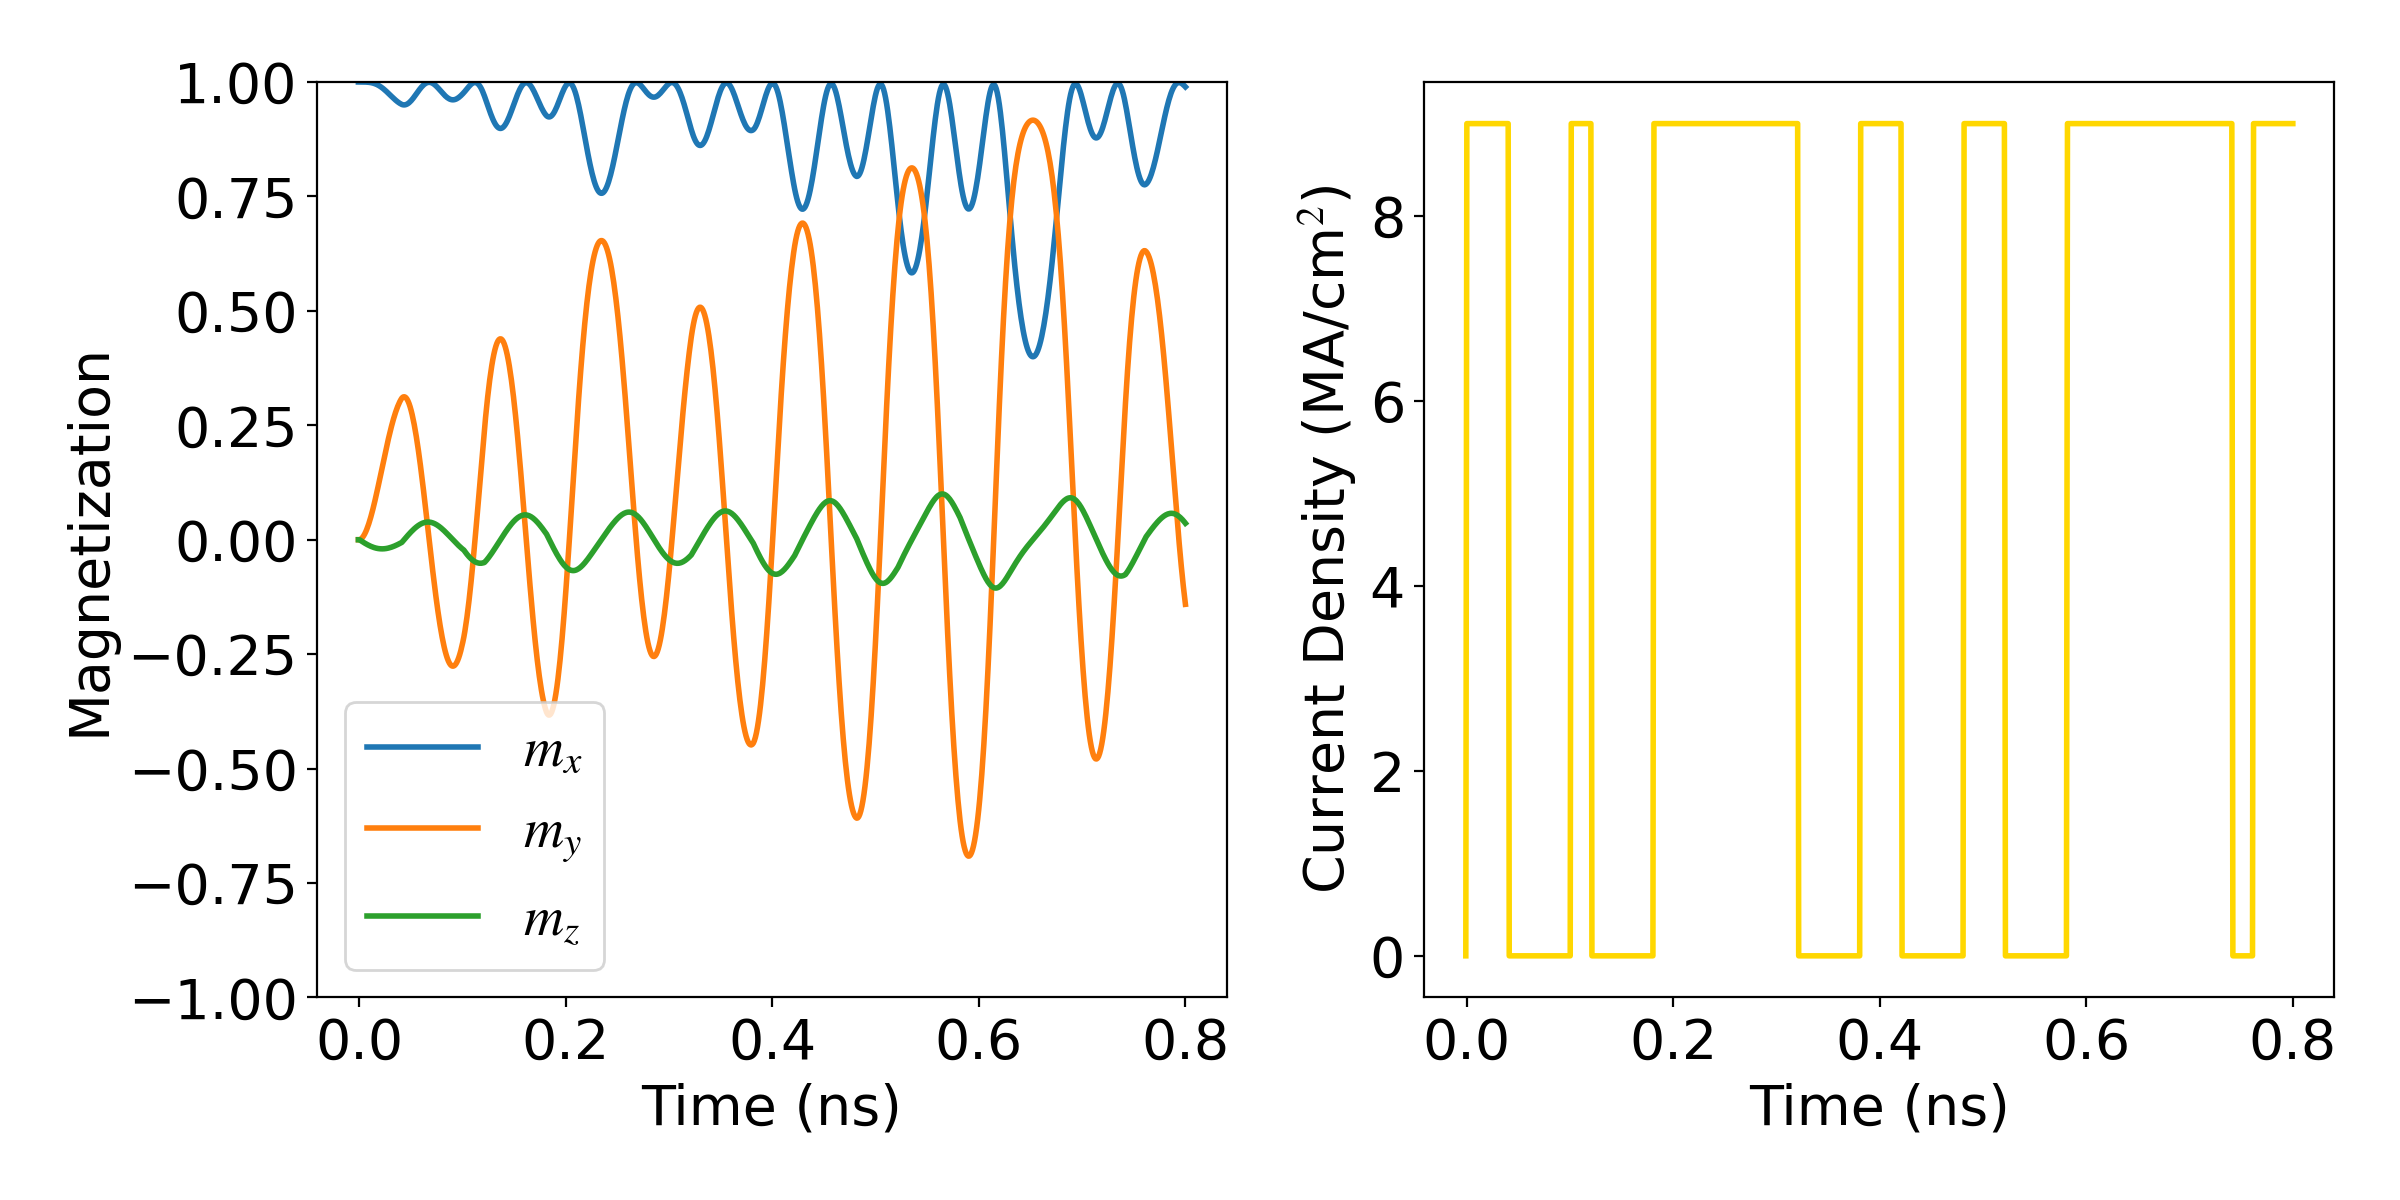 1.00
0.75
0.50
0.25
0.00
−0.25
−0.50
−0.75
−1.00
Magnetization
m_x
m_y
m_z
0.0 0.2 0.4 0.6 0.8
Time (ns)
8
6
4
2
0
Current Density (MA/cm²)
0.0 0.2 0.4 0.6 0.8
Time (ns)